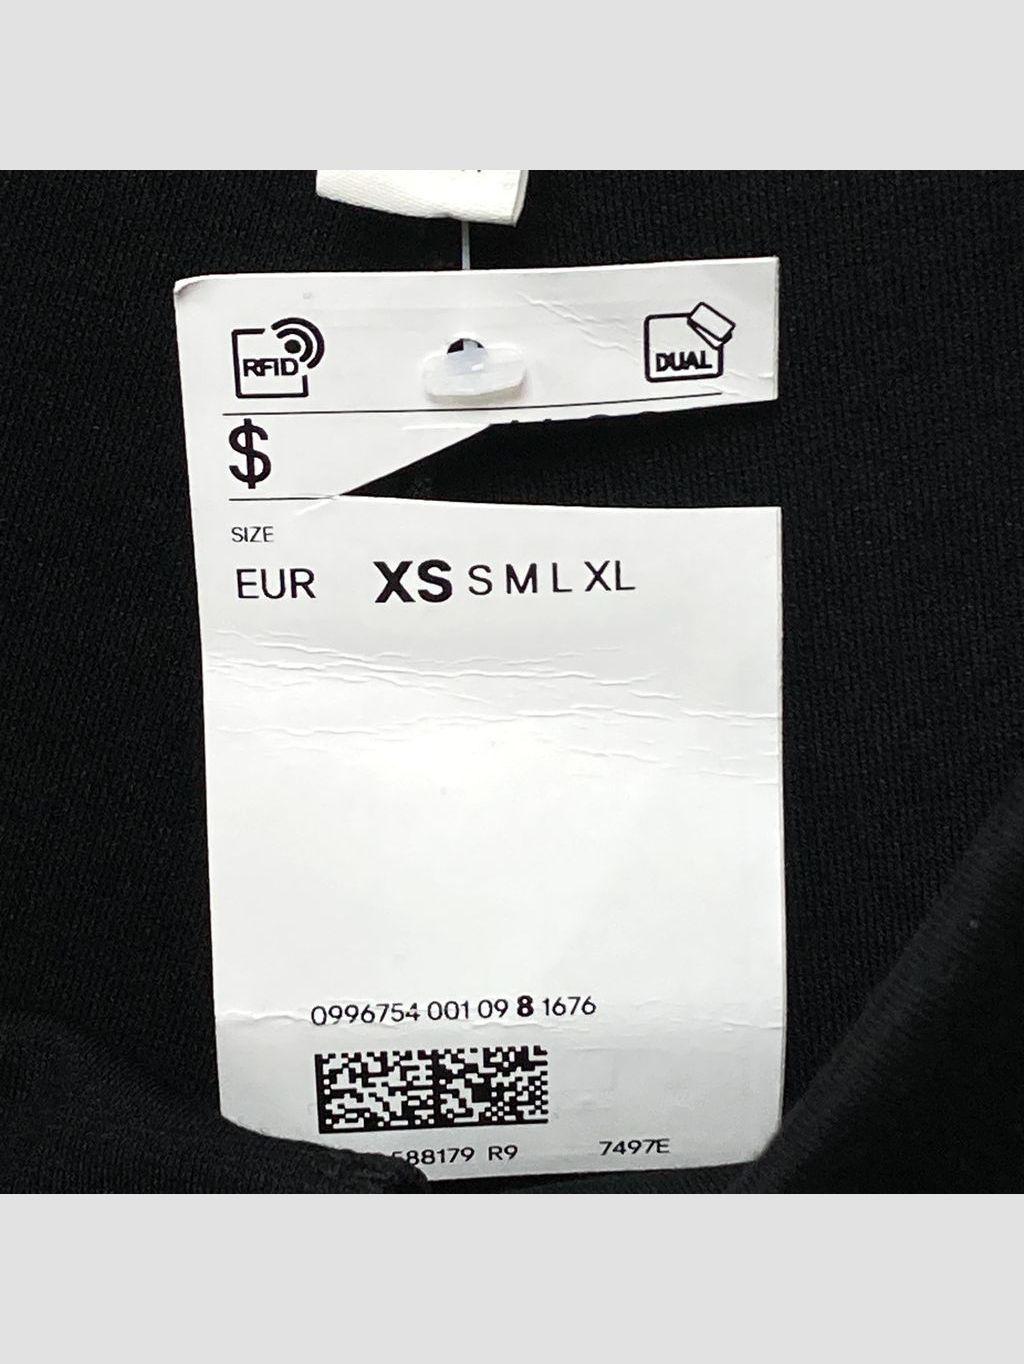 RFID
DUAL
$
SIZE
EUR XS S M L XL
0996754 001 09 8 1676
588179 R9 7497E